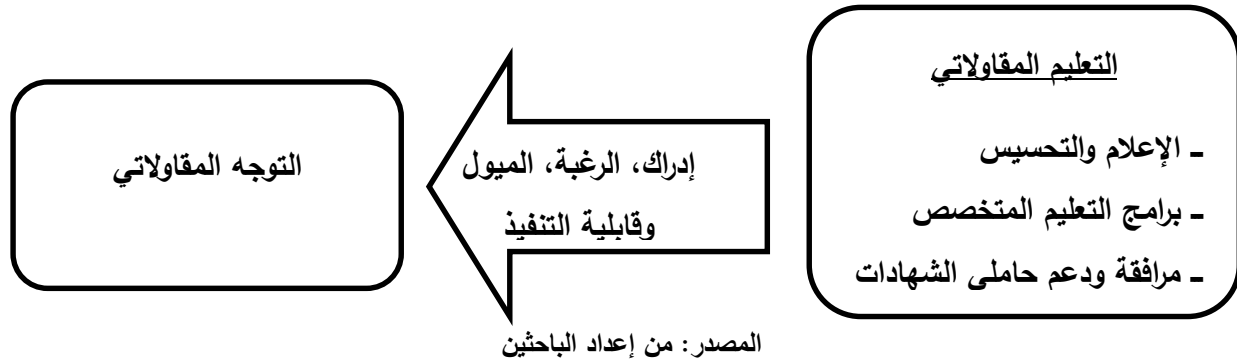 التعليم المقاولاتي
ـ الإعلام والتحسيس
ـ برامج التعليم المتخصص
ـ مرافقة ودعم حاملي الشهادات
إدراك، الرغبة، الميول
وقابلية التنفيذ
التوجه المقاولاتي
المصدر: من إعداد الباحثين